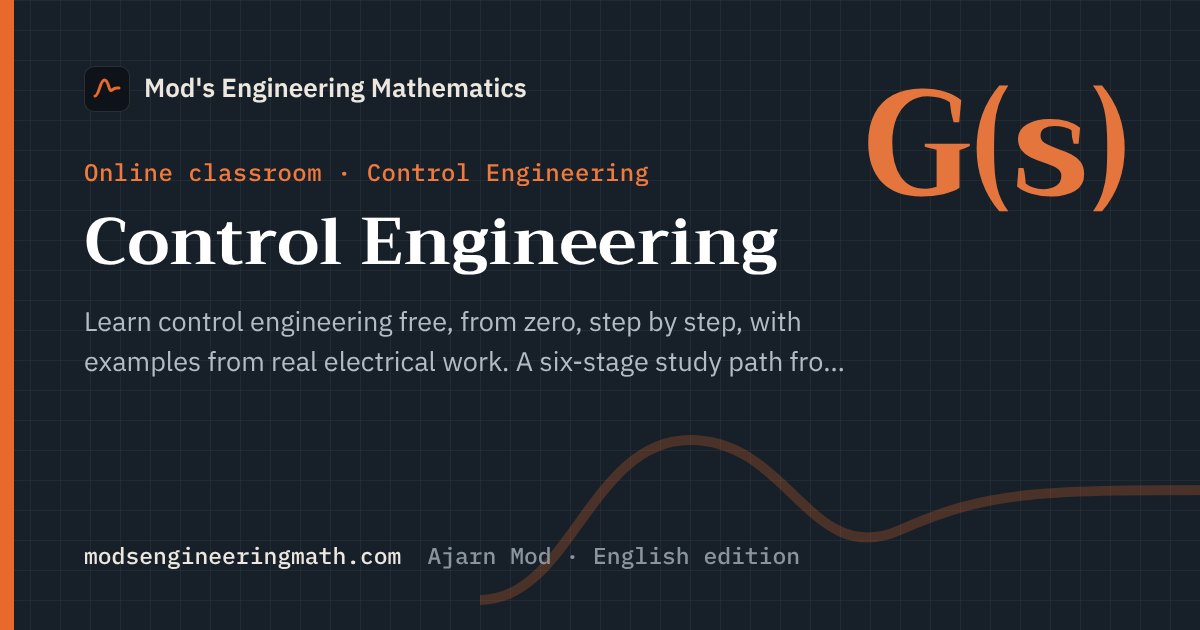 Mod's Engineering Mathematics
G(s)
Online classroom · Control Engineering
Control Engineering
Learn control engineering free, from zero, step by step, with
examples from real electrical work. A six-stage study path fro…
modsengineeringmath.com Ajarn Mod · English edition